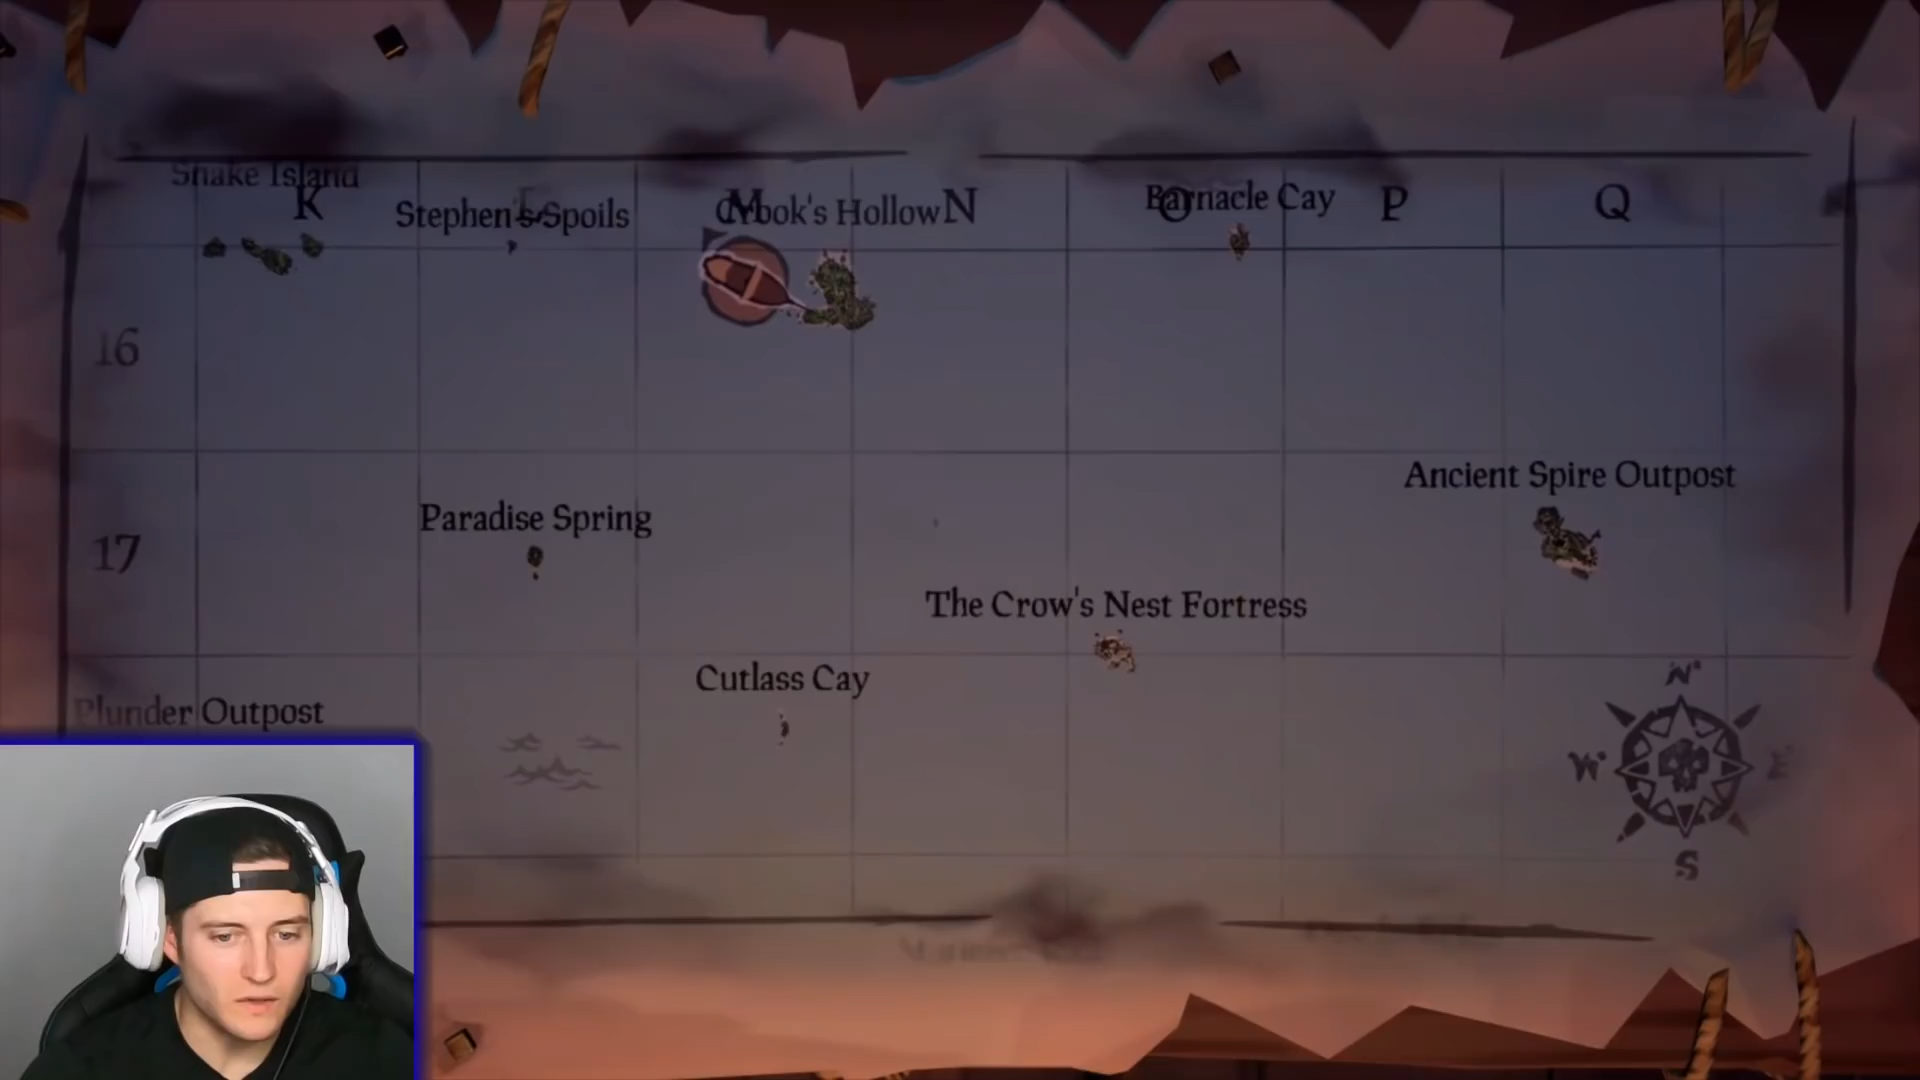 Snake Island
K
Stephen's Spoils
L
Crook's Hollow
M
N
Barnacle Cay
O
P
Q
16
Ancient Spire Outpost
Paradise Spring
17
The Crow's Nest Fortress
Cutlass Cay
Plunder Outpost
N
W
E
S